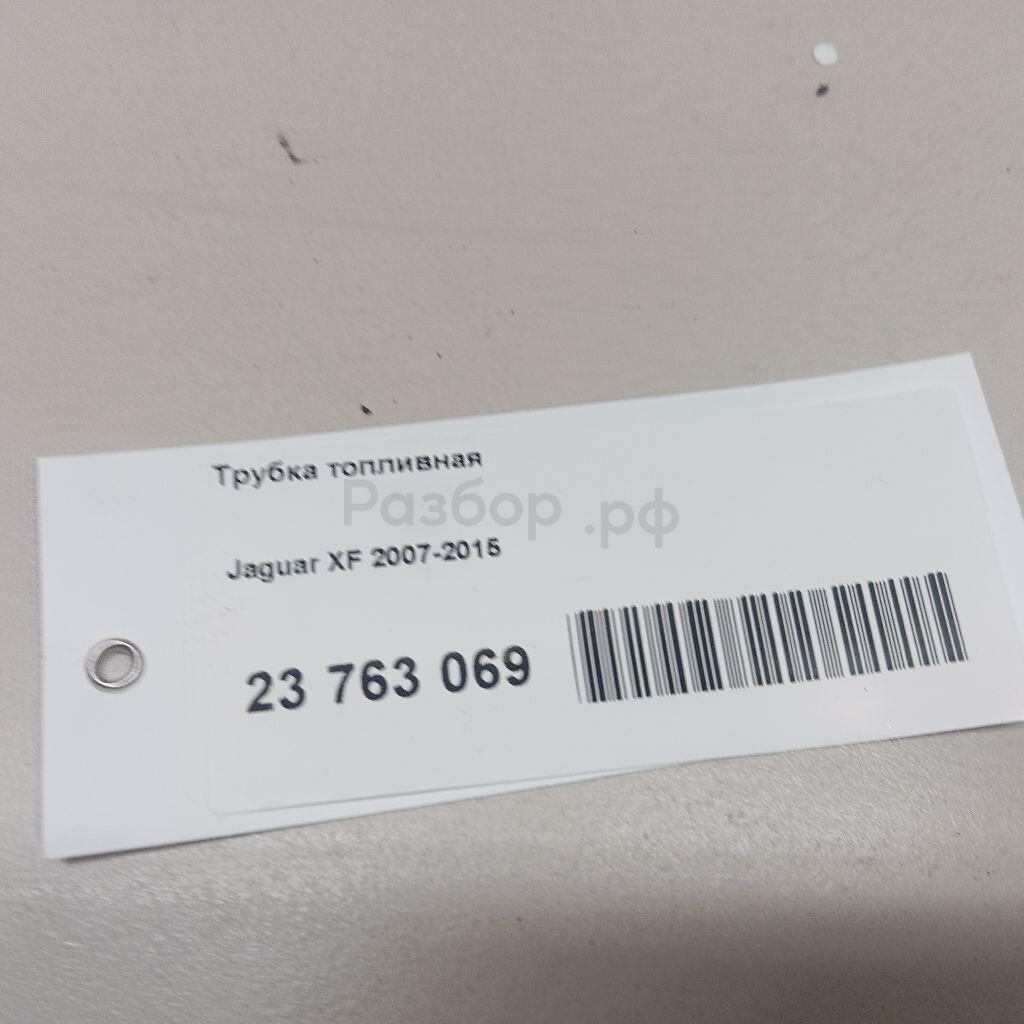 Трубка топливная
Разбор.рф
Jaguar XF 2007-2015
23 763 069